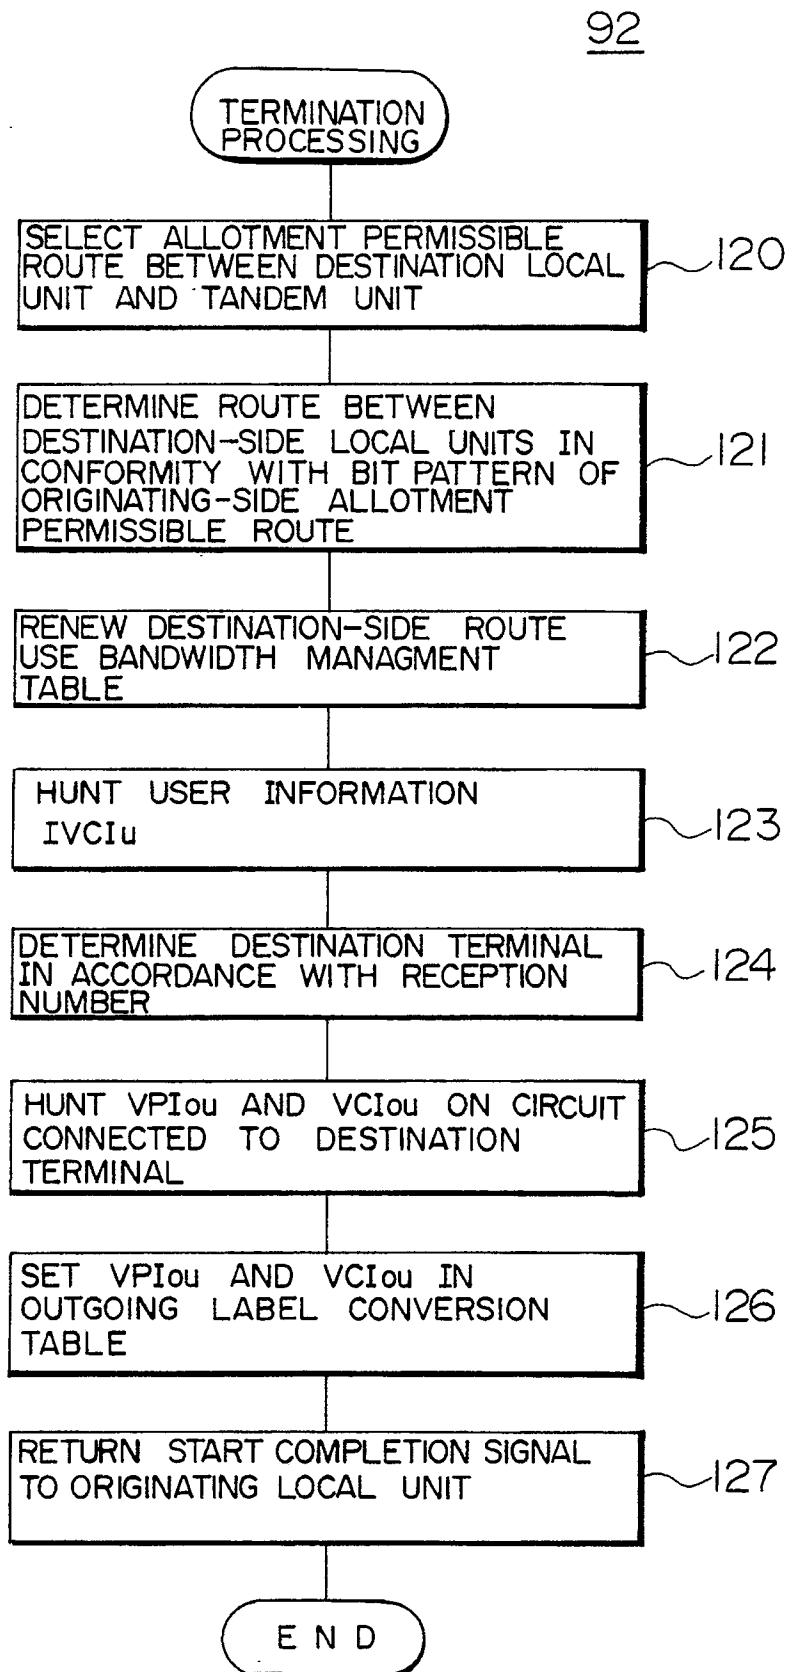 92
TERMINATION
PROCESSING
SELECT ALLOTMENT PERMISSIBLE
ROUTE BETWEEN DESTINATION LOCAL
UNIT AND TANDEM UNIT
120
DETERMINE ROUTE BETWEEN
DESTINATION-SIDE LOCAL UNITS IN
CONFORMITY WITH BIT PATTERN OF
ORIGINATING-SIDE ALLOTMENT
PERMISSIBLE ROUTE
121
RENEW DESTINATION-SIDE ROUTE
USE BANDWIDTH MANAGMENT
TABLE
122
HUNT USER INFORMATION
IVCIu
123
DETERMINE DESTINATION TERMINAL
IN ACCORDANCE WITH RECEPTION
NUMBER
124
HUNT VPIou AND VCIou ON CIRCUIT
CONNECTED TO DESTINATION
TERMINAL
125
SET VPIou AND VCIou IN
OUTGOING LABEL CONVERSION
TABLE
126
RETURN START COMPLETION SIGNAL
TO ORIGINATING LOCAL UNIT
127
END